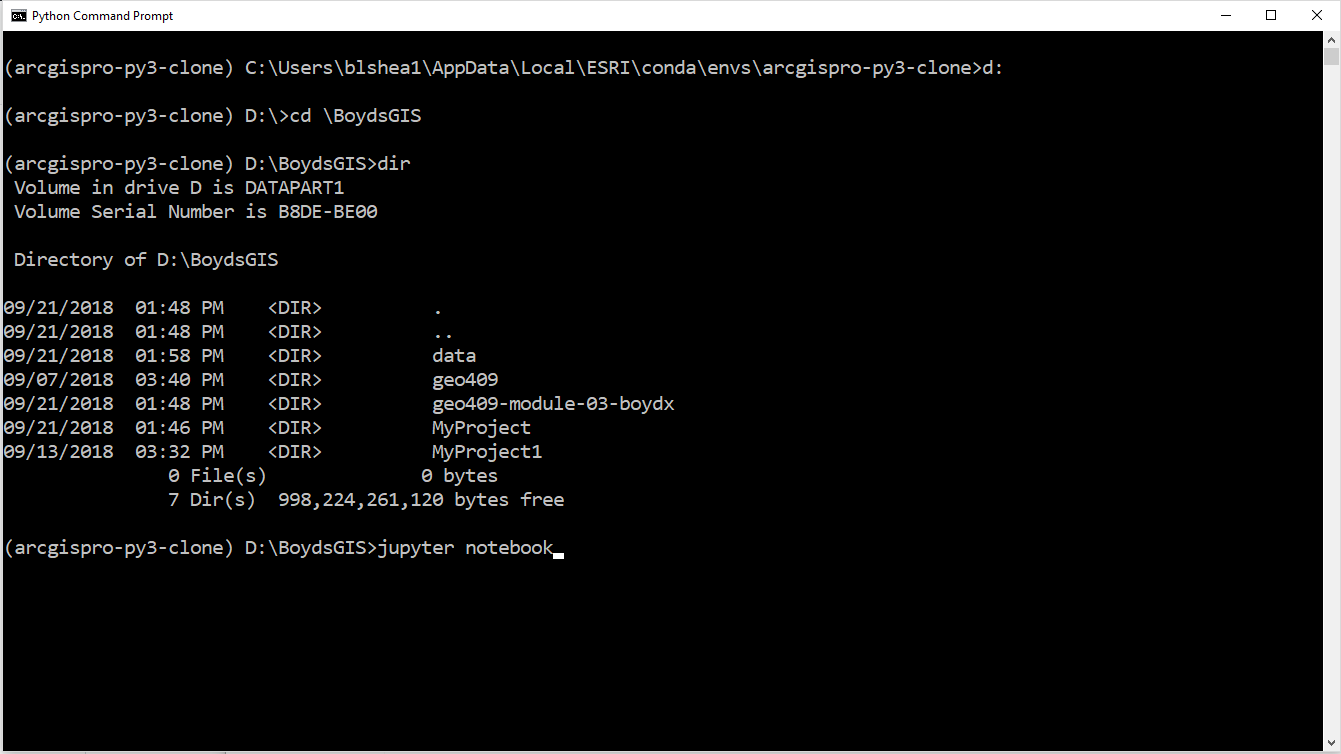 Python Command Prompt
(arcgispro-py3-clone) C:\Users\blshea1\AppData\Local\ESRI\conda\envs\arcgispro-py3-clone>d:
(arcgispro-py3-clone) D:\>cd \BoydsGIS
(arcgispro-py3-clone) D:\BoydsGIS>dir
 Volume in drive D is DATAPART1
 Volume Serial Number is B8DE-BE00
 Directory of D:\BoydsGIS
09/21/2018  01:48 PM    <DIR>          .
09/21/2018  01:48 PM    <DIR>          ..
09/21/2018  01:58 PM    <DIR>          data
09/07/2018  03:40 PM    <DIR>          geo409
09/21/2018  01:48 PM    <DIR>          geo409-module-03-boydx
09/21/2018  01:46 PM    <DIR>          MyProject
09/13/2018  03:32 PM    <DIR>          MyProject1
               0 File(s)              0 bytes
               7 Dir(s)  998,224,261,120 bytes free
(arcgispro-py3-clone) D:\BoydsGIS>jupyter notebook